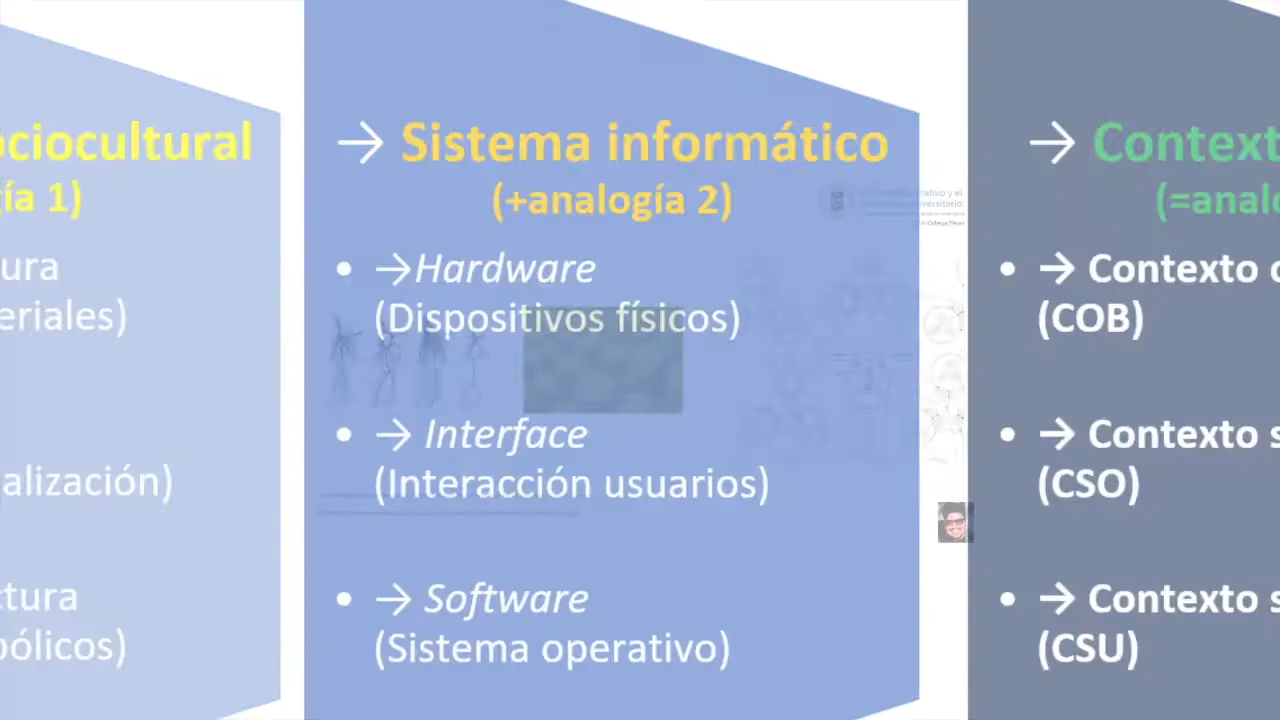 ociocultural
ía 1)
ura
eriales)
alización)
ctura
bólicos)
→ Sistema informático
(+analogía 2)
• →Hardware
(Dispositivos físicos)
• → Interface
(Interacción usuarios)
• → Software
(Sistema operativo)
→ Context
(=analo
• → Contexto o
(COB)
• → Contexto s
(CSO)
• → Contexto s
(CSU)